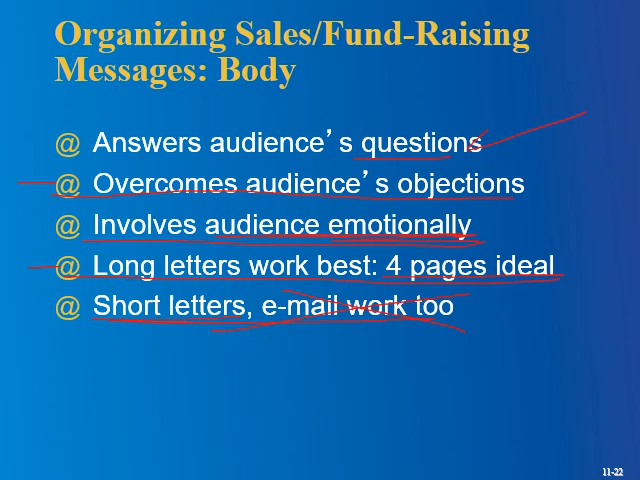 Organizing Sales/Fund-Raising
Messages: Body
@ Answers audience’s questions
@ Overcomes audience’s objections
@ Involves audience emotionally
@ Long letters work best: 4 pages ideal
@ Short letters, e-mail work too
11-22